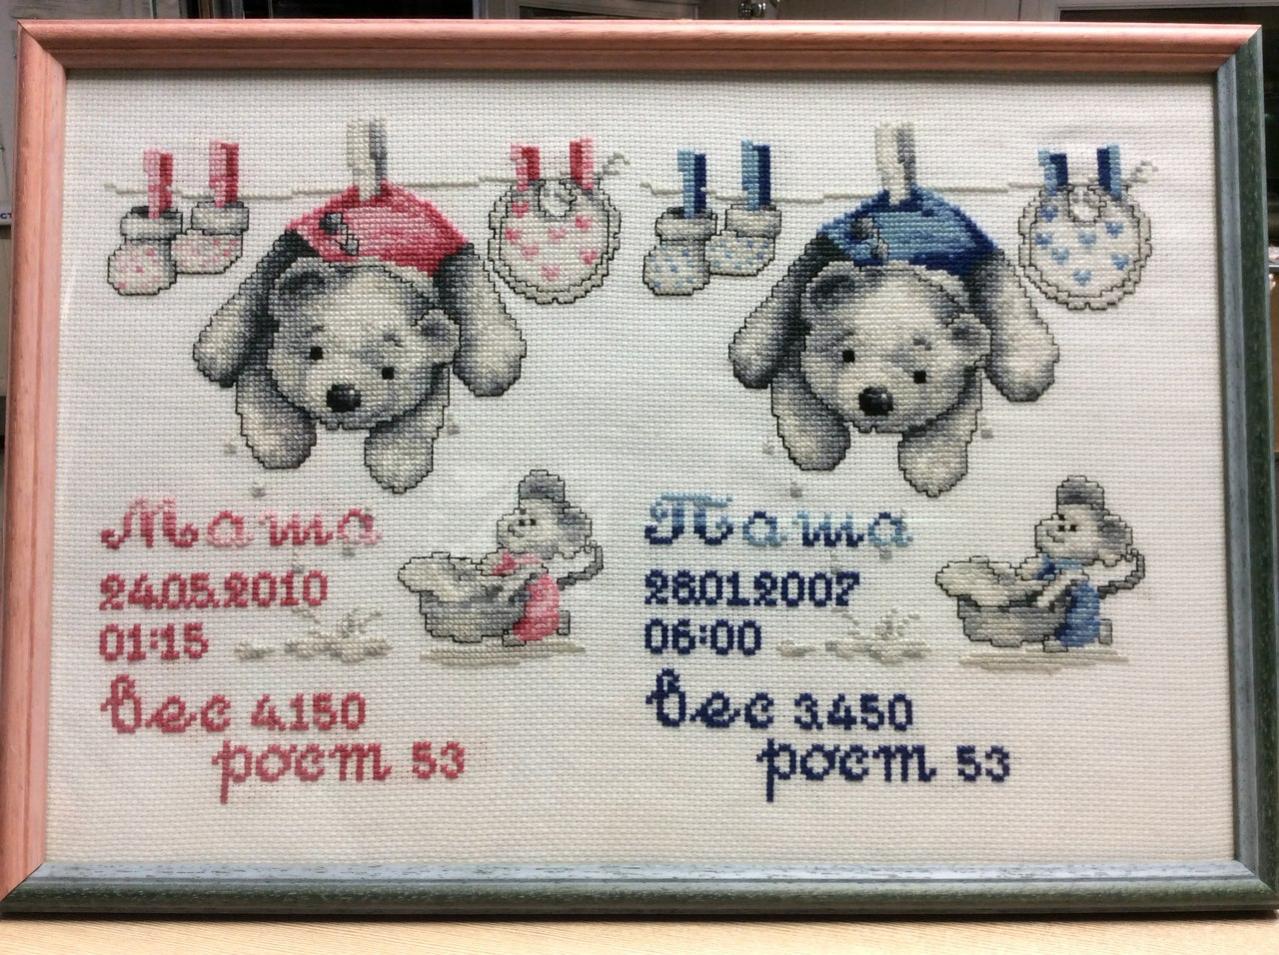 Маша
24.05.2010
01:15
вес 4.150
рост 53
Паша
28.01.2007
06:00
вес 3.450
рост 53